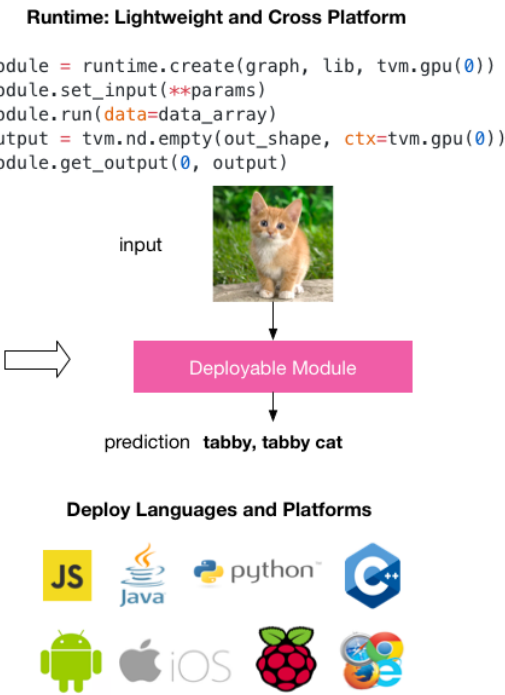 Runtime: Lightweight and Cross Platform
odule = runtime.create(graph, lib, tvm.gpu(0))
odule.set_input(**params)
odule.run(data=data_array)
utput = tvm.nd.empty(out_shape, ctx=tvm.gpu(0))
odule.get_output(0, output)
input
Deployable Module
prediction tabby, tabby cat
Deploy Languages and Platforms
JS Java python™ C++
iOS